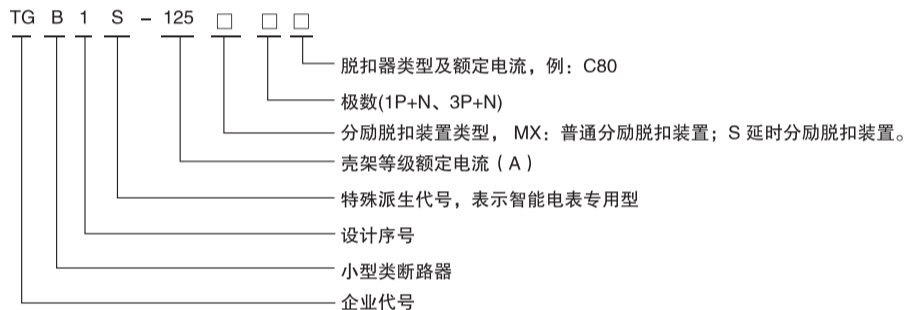 TG B 1 S - 125 □ □ □
脱扣器类型及额定电流，例：C80
极数(1P+N、3P+N)
分励脱扣装置类型， MX：普通分励脱扣装置；S 延时分励脱扣装置。
壳架等级额定电流（A）
特殊派生代号，表示智能电表专用型
设计序号
小型类断路器
企业代号